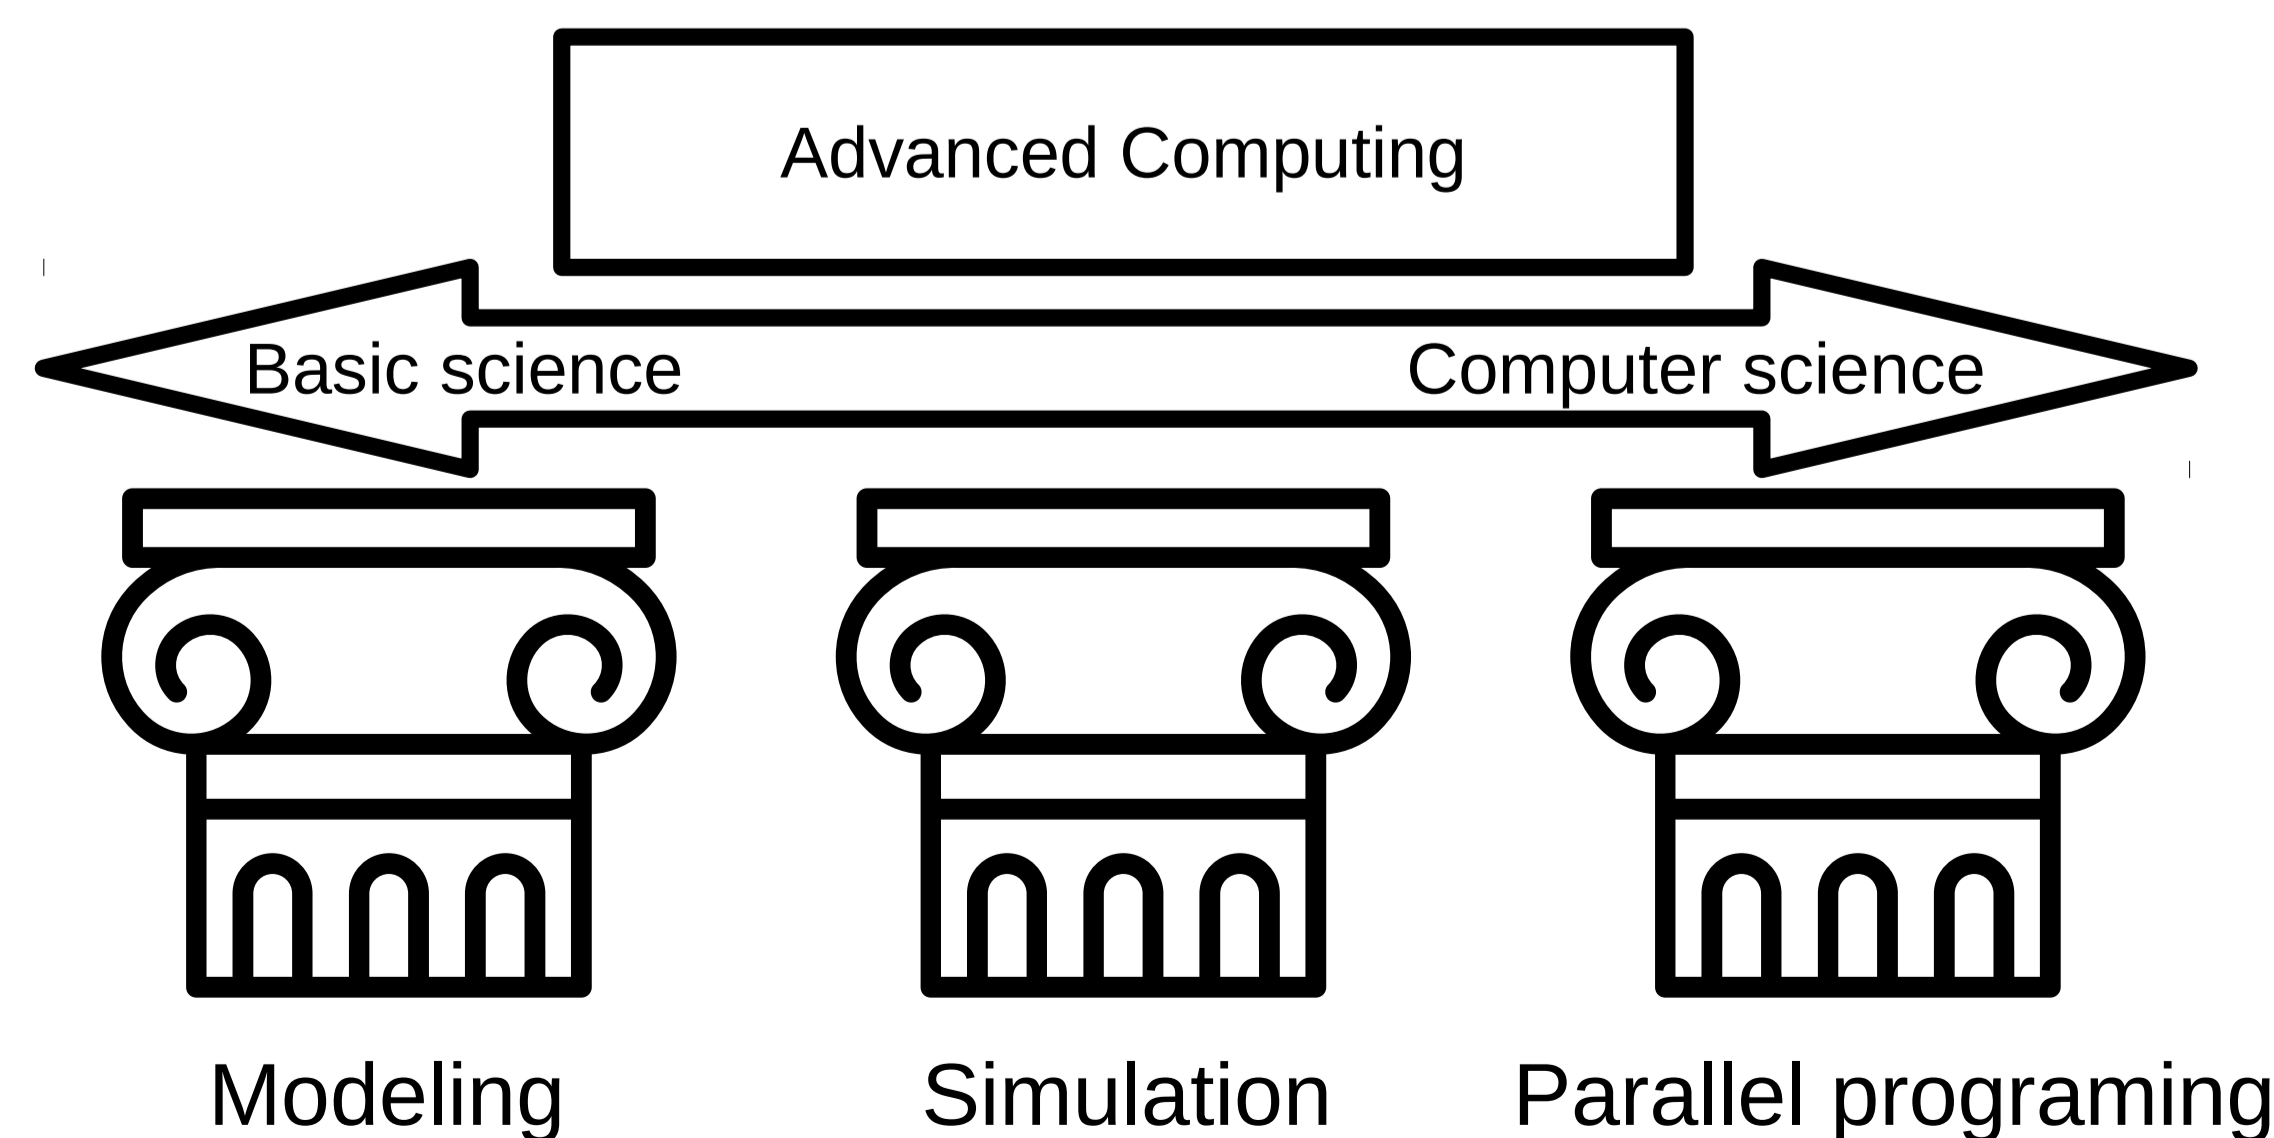 Advanced Computing
Basic science
Computer science
Modeling
Simulation
Parallel programing